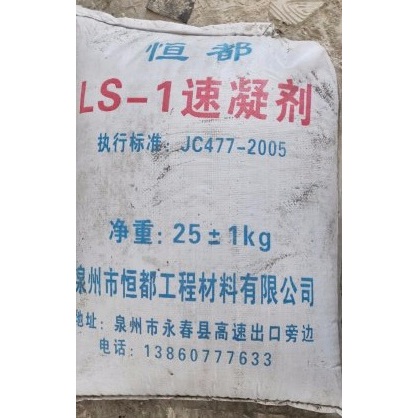 恒都
LS-1速凝剂
执行标准：JC477-2005
净重：25±1kg
泉州市恒都工程材料有限公司
地址：泉州市永春县高速出口旁边
电话：13860777633